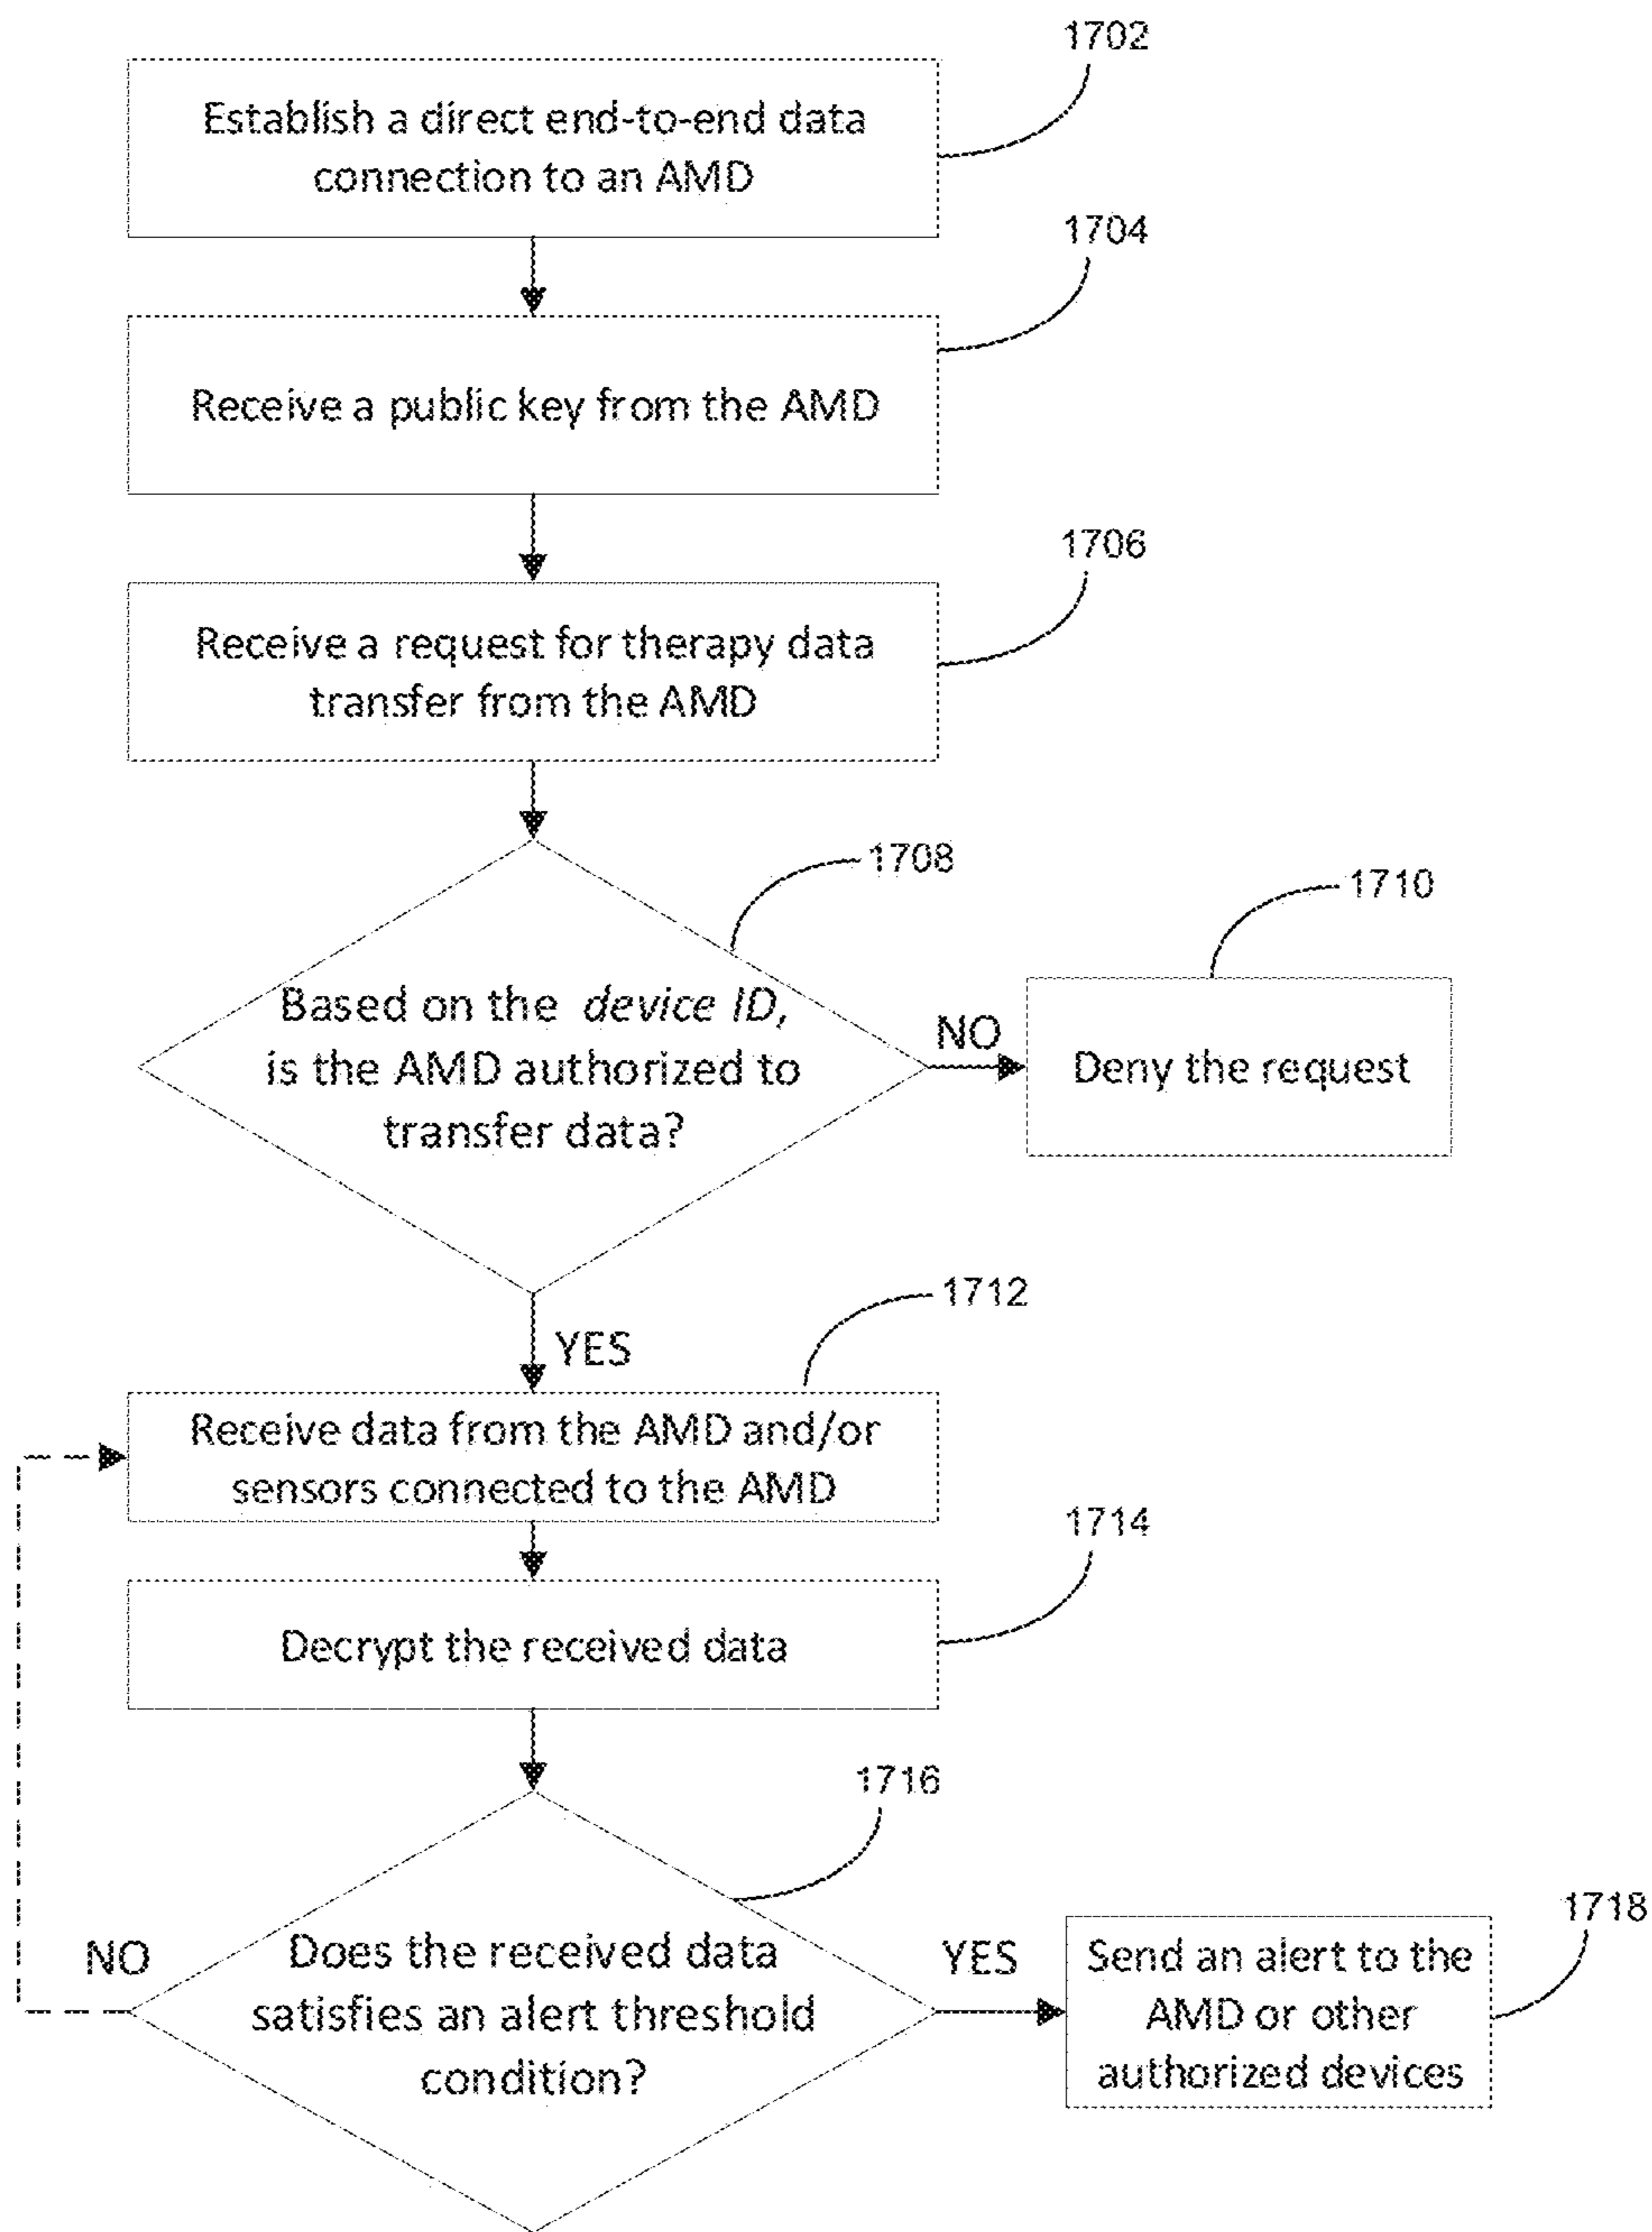 1702
Establish a direct end-to-end data
connection to an AMD
1704
Receive a public key from the AMD
1706
Receive a request for therapy data
transfer from the AMD
1708
Based on the device ID,
is the AMD authorized to
transfer data?
NO
1710
Deny the request
YES
1712
Receive data from the AMD and/or
sensors connected to the AMD
1714
Decrypt the received data
1716
Does the received data
satisfies an alert threshold
condition?
NO
YES
1718
Send an alert to the
AMD or other
authorized devices